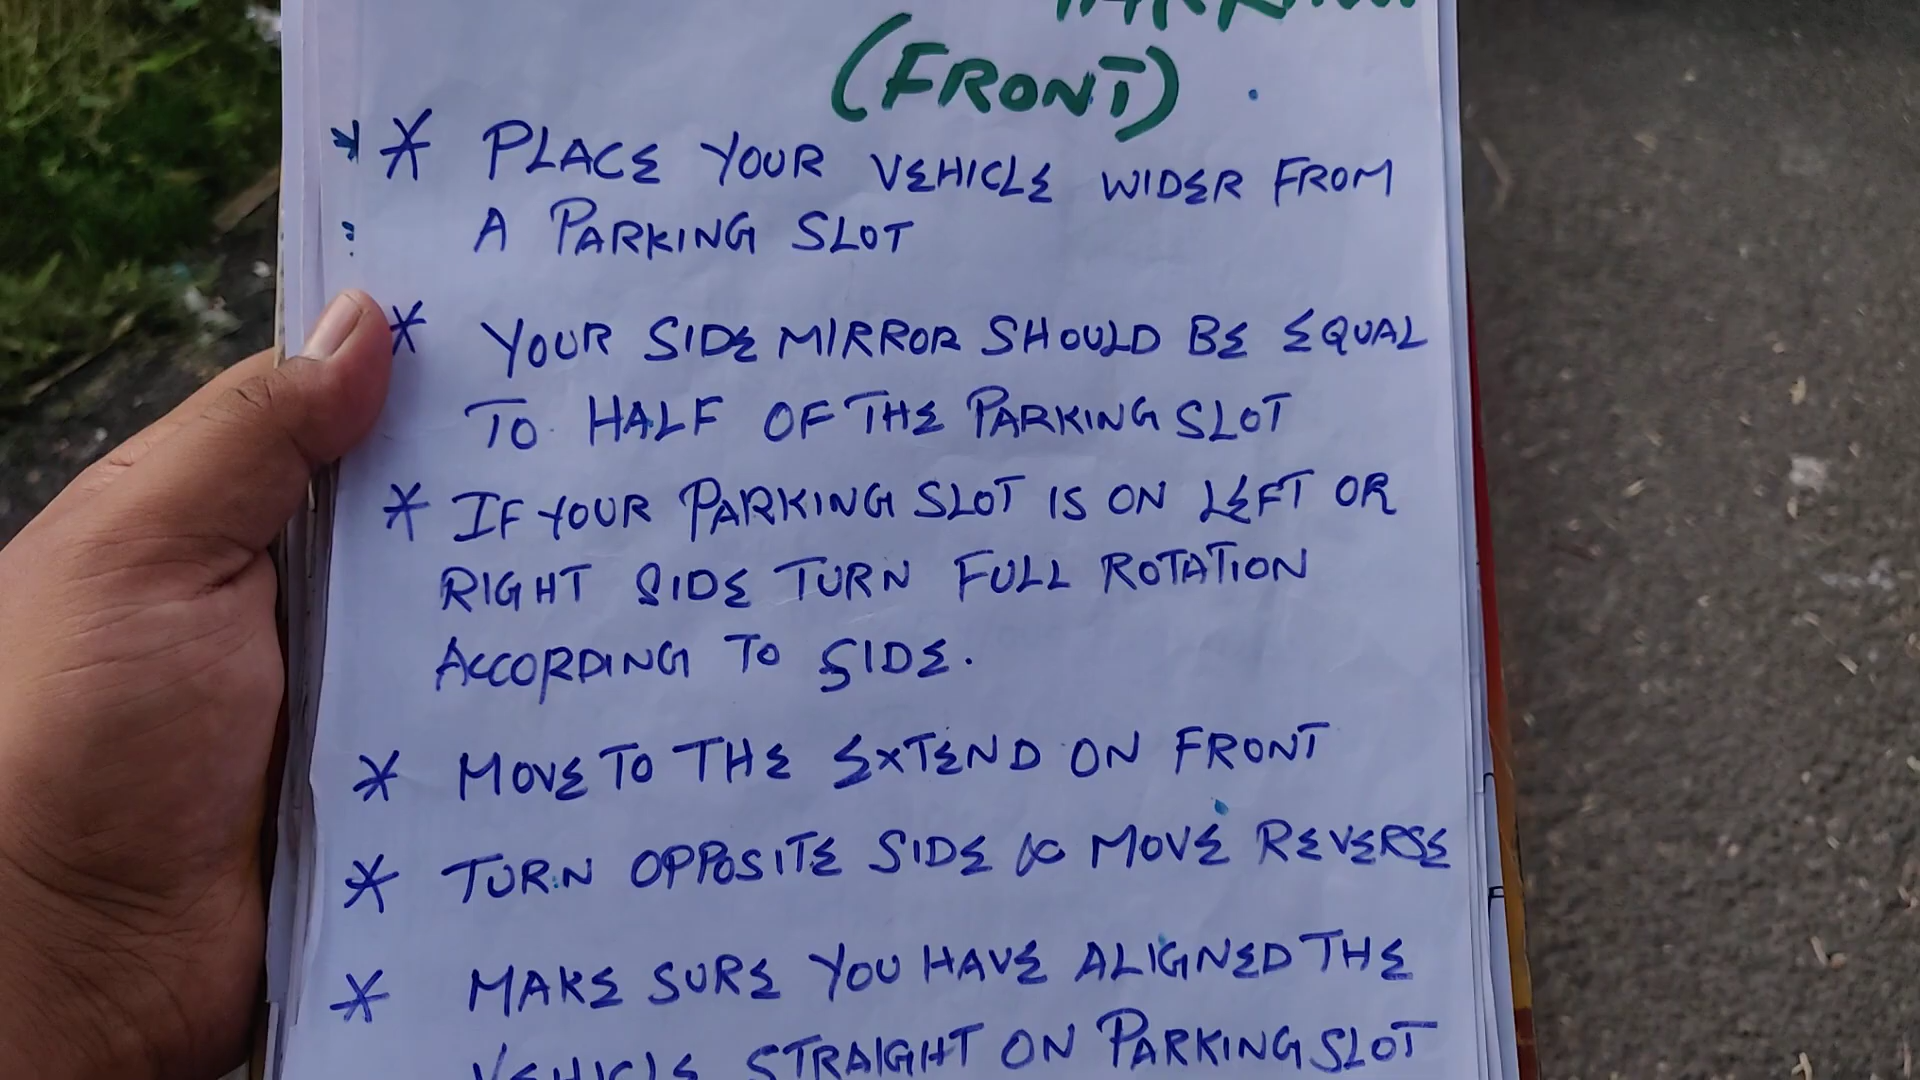 PARKING
(FRONT)
* PLACE YOUR VEHICLE WIDER FROM
A PARKING SLOT
* YOUR SIDE MIRROR SHOULD BE EQUAL
TO HALF OF THE PARKING SLOT
* IF YOUR PARKING SLOT IS ON LEFT OR
RIGHT SIDE TURN FULL ROTATION
ACCORDING TO SIDE.
* MOVE TO THE EXTEND ON FRONT
* TURN OPPOSITE SIDE & MOVE REVERSE
* MAKE SURE YOU HAVE ALIGNED THE
VEHICLE STRAIGHT ON PARKING SLOT